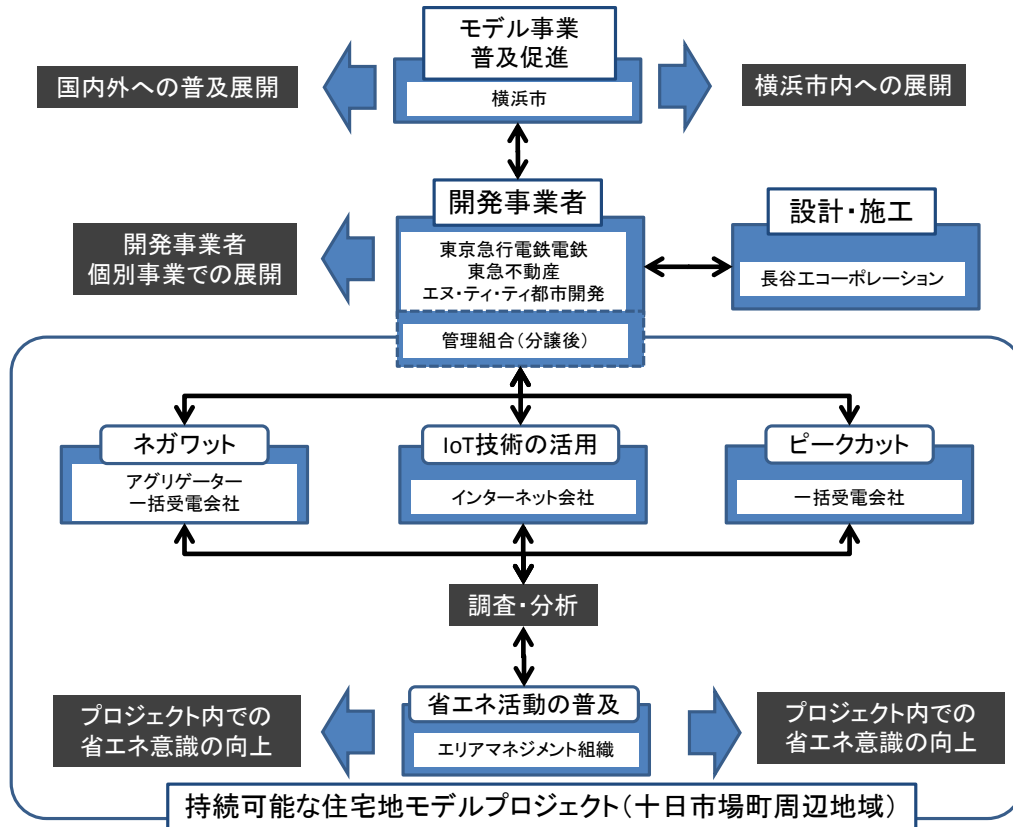 モデル事業
普及促進
国内外への普及展開
横浜市
横浜市内への展開
開発事業者
設計・施工
開発事業者
個別事業での展開
東京急行電鉄電鉄
東急不動産
エヌ・ティ・ティ都市開発
長谷工コーポレーション
管理組合(分譲後)
ネガワット
アグリゲーター
一括受電会社
IoT技術の活用
インターネット会社
ピークカット
一括受電会社
調査・分析
プロジェクト内での
省エネ意識の向上
省エネ活動の普及
エリアマネジメント組織
プロジェクト内での
省エネ意識の向上
持続可能な住宅地モデルプロジェクト(十日市場町周辺地域)